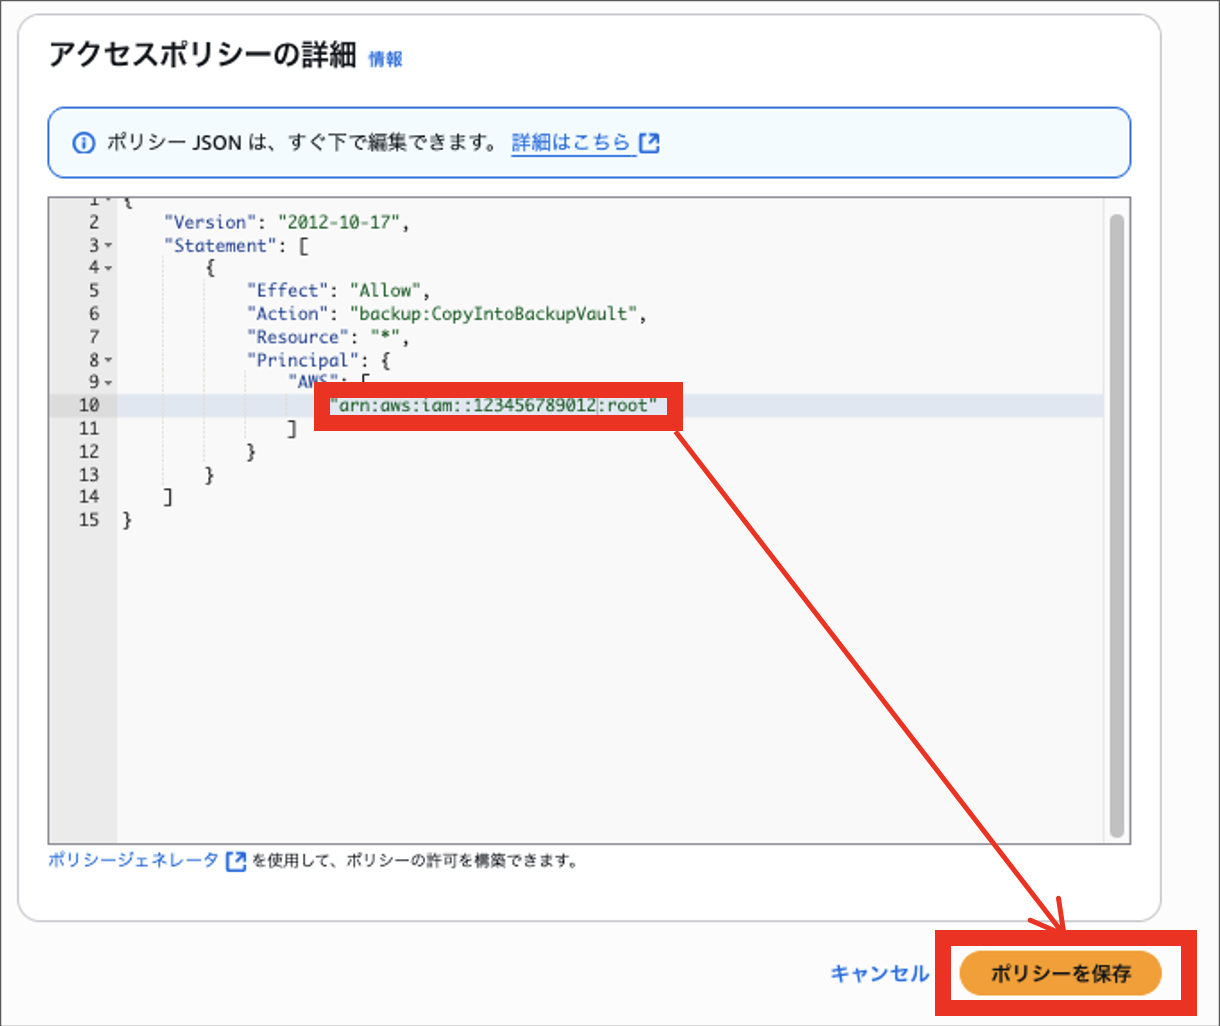 アクセスポリシーの詳細 情報
ポリシー JSON は、すぐ下で編集できます。 詳細はこちら
1 {
2 "Version": "2012-10-17",
3 "Statement": [
4 {
5 "Effect": "Allow",
6 "Action": "backup:CopyIntoBackupVault",
7 "Resource": "*",
8 "Principal": {
9 "AWS": [
10 "arn:aws:iam::123456789012:root"
11 ]
12 }
13 }
14 ]
15 }
ポリシージェネレータ を使用して、ポリシーの許可を構築できます。
キャンセル ポリシーを保存